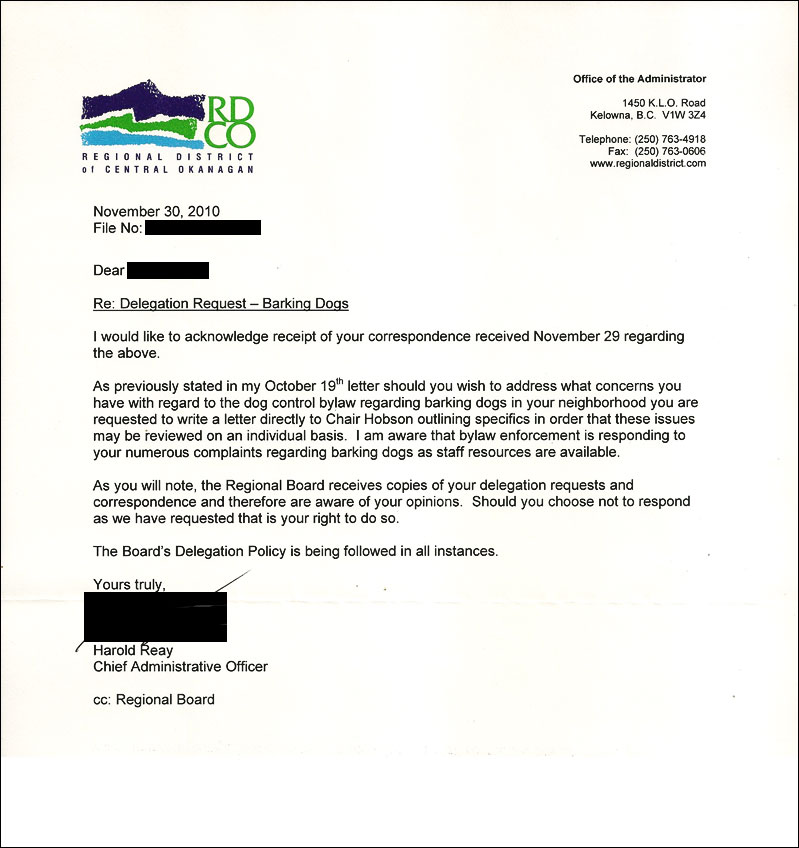 RD
CO
REGIONAL DISTRICT
of CENTRAL OKANAGAN
Office of the Administrator
1450 K.L.O. Road
Kelowna, B.C. V1W 3Z4
Telephone: (250) 763-4918
Fax: (250) 763-0606
www.regionaldistrict.com
November 30, 2010
File No:
Dear
Re: Delegation Request – Barking Dogs
I would like to acknowledge receipt of your correspondence received November 29 regarding
the above.
As previously stated in my October 19th letter should you wish to address what concerns you
have with regard to the dog control bylaw regarding barking dogs in your neighborhood you are
requested to write a letter directly to Chair Hobson outlining specifics in order that these issues
may be reviewed on an individual basis. I am aware that bylaw enforcement is responding to
your numerous complaints regarding barking dogs as staff resources are available.
As you will note, the Regional Board receives copies of your delegation requests and
correspondence and therefore are aware of your opinions. Should you choose not to respond
as we have requested that is your right to do so.
The Board's Delegation Policy is being followed in all instances.
Yours truly,
Harold Reay
Chief Administrative Officer
cc: Regional Board